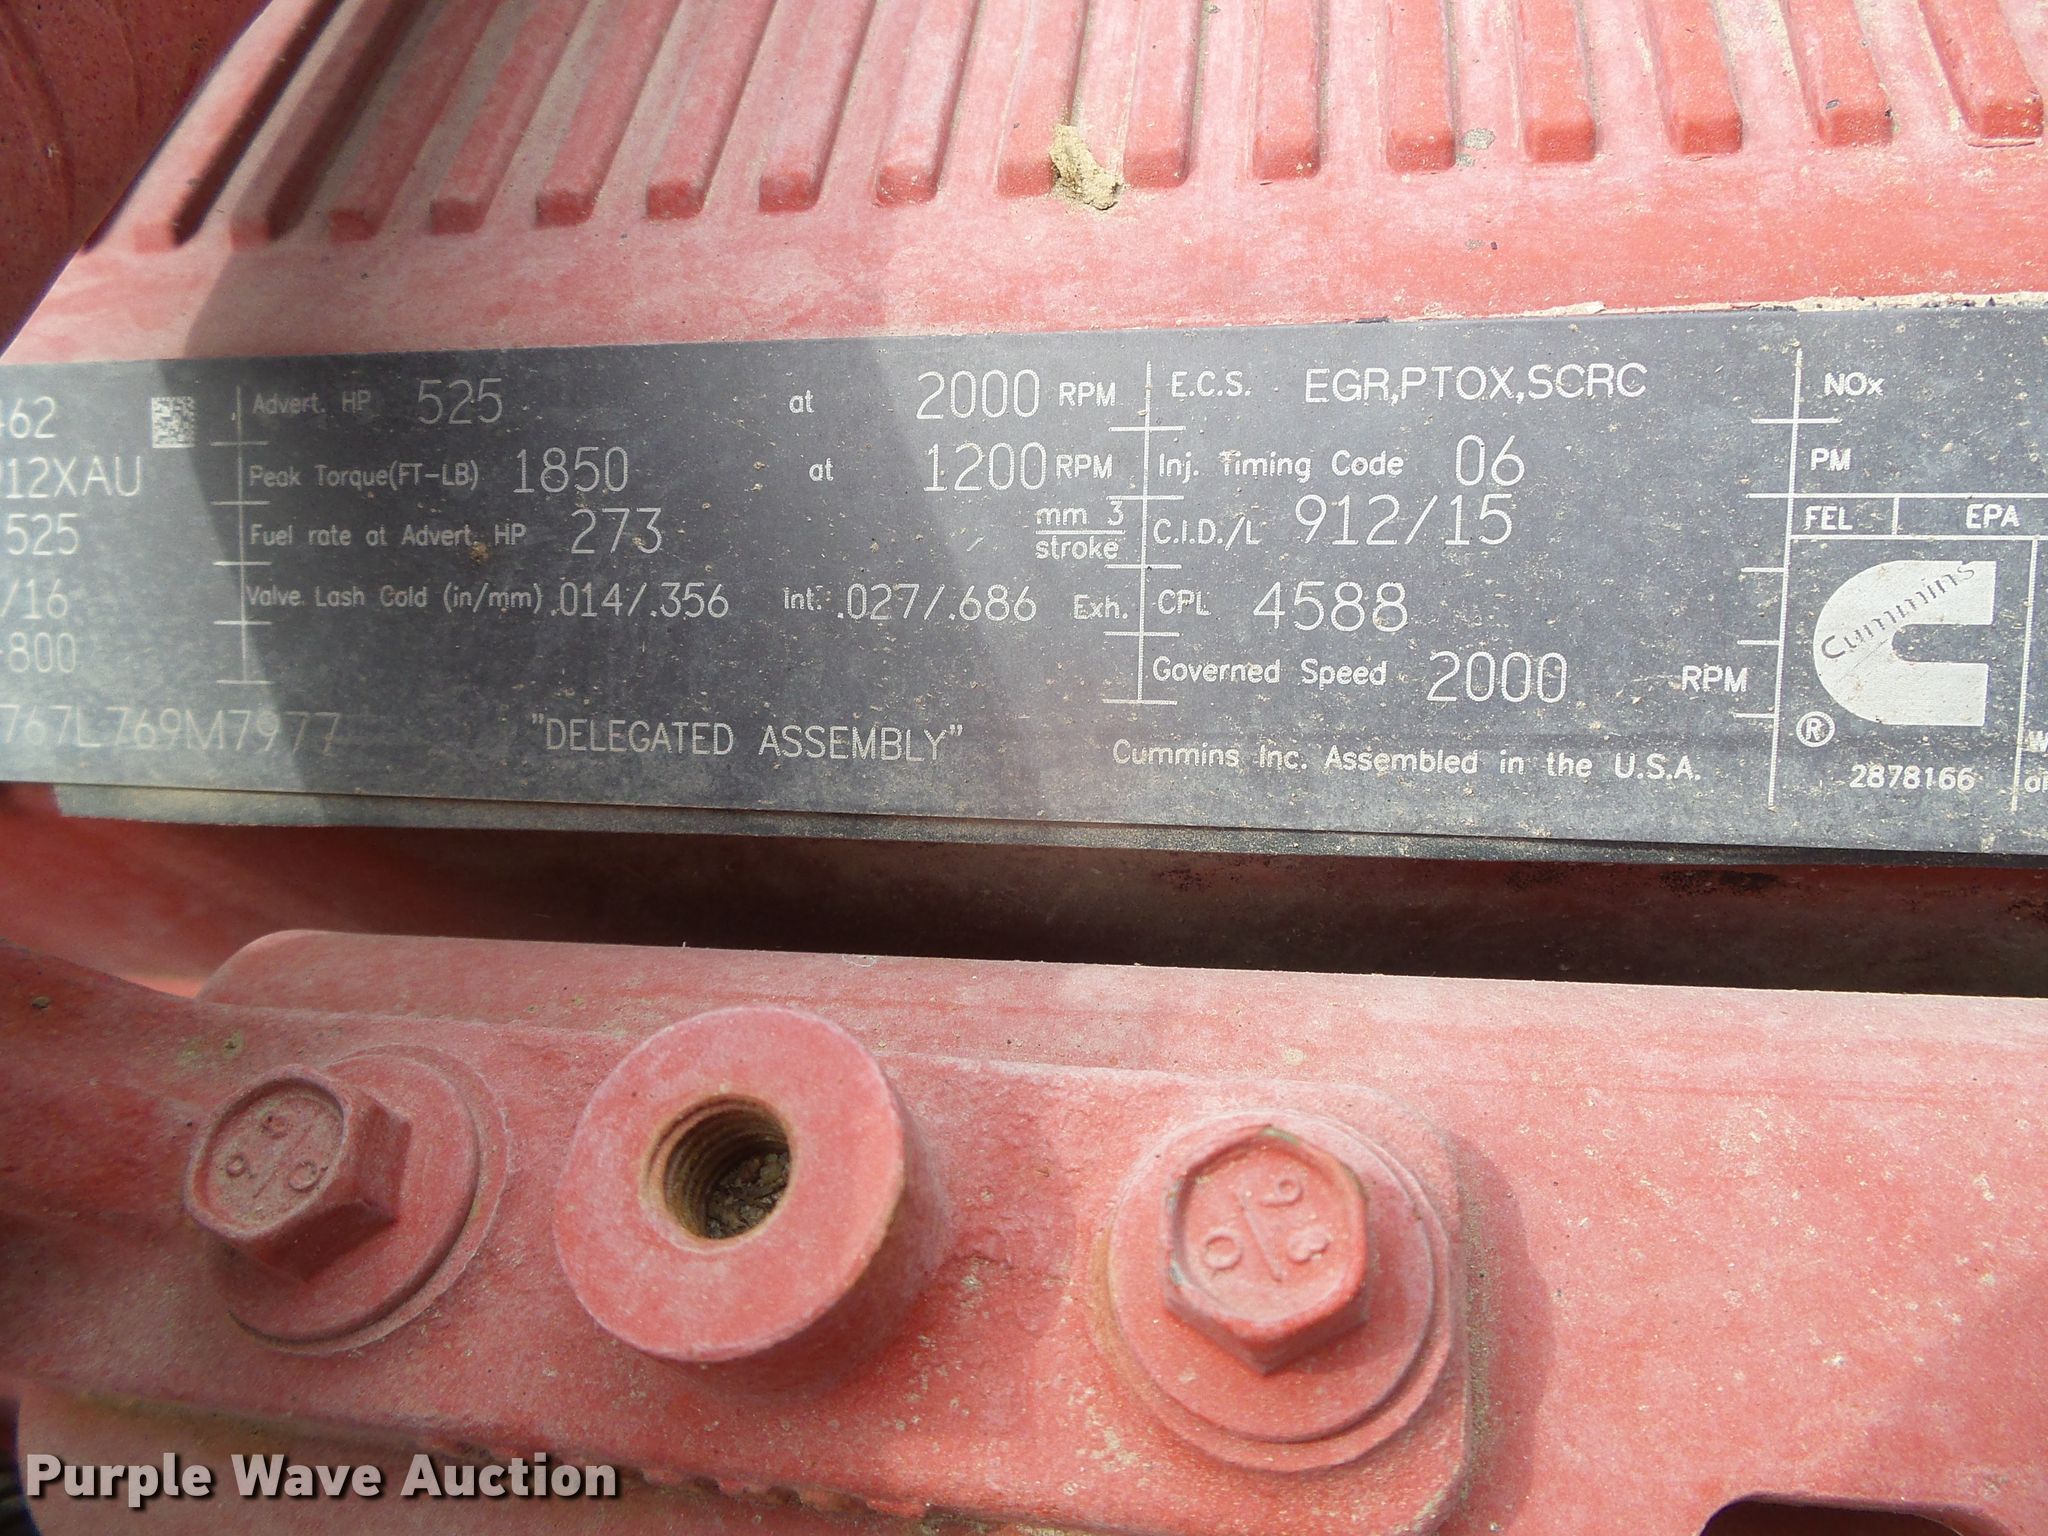 462
912XAU
525
/16
-800
767L769M7977
Advert. HP 525 at 2000 RPM
Peak Torque(FT-LB) 1850 at 1200 RPM
Fuel rate at Advert. HP 273 mm 3
stroke
Valve Lash Cold (in/mm) .014/.356 Int. .027/.686 Exh.
"DELEGATED ASSEMBLY"
E.C.S. EGR,PTOX,SCRC
Inj. Timing Code 06
C.I.D./L 912/15
CPL 4588
Governed Speed 2000 RPM
Cummins Inc. Assembled in the U.S.A.
NOx
PM
FEL EPA
Cummins
®
2878166
Purple Wave Auction